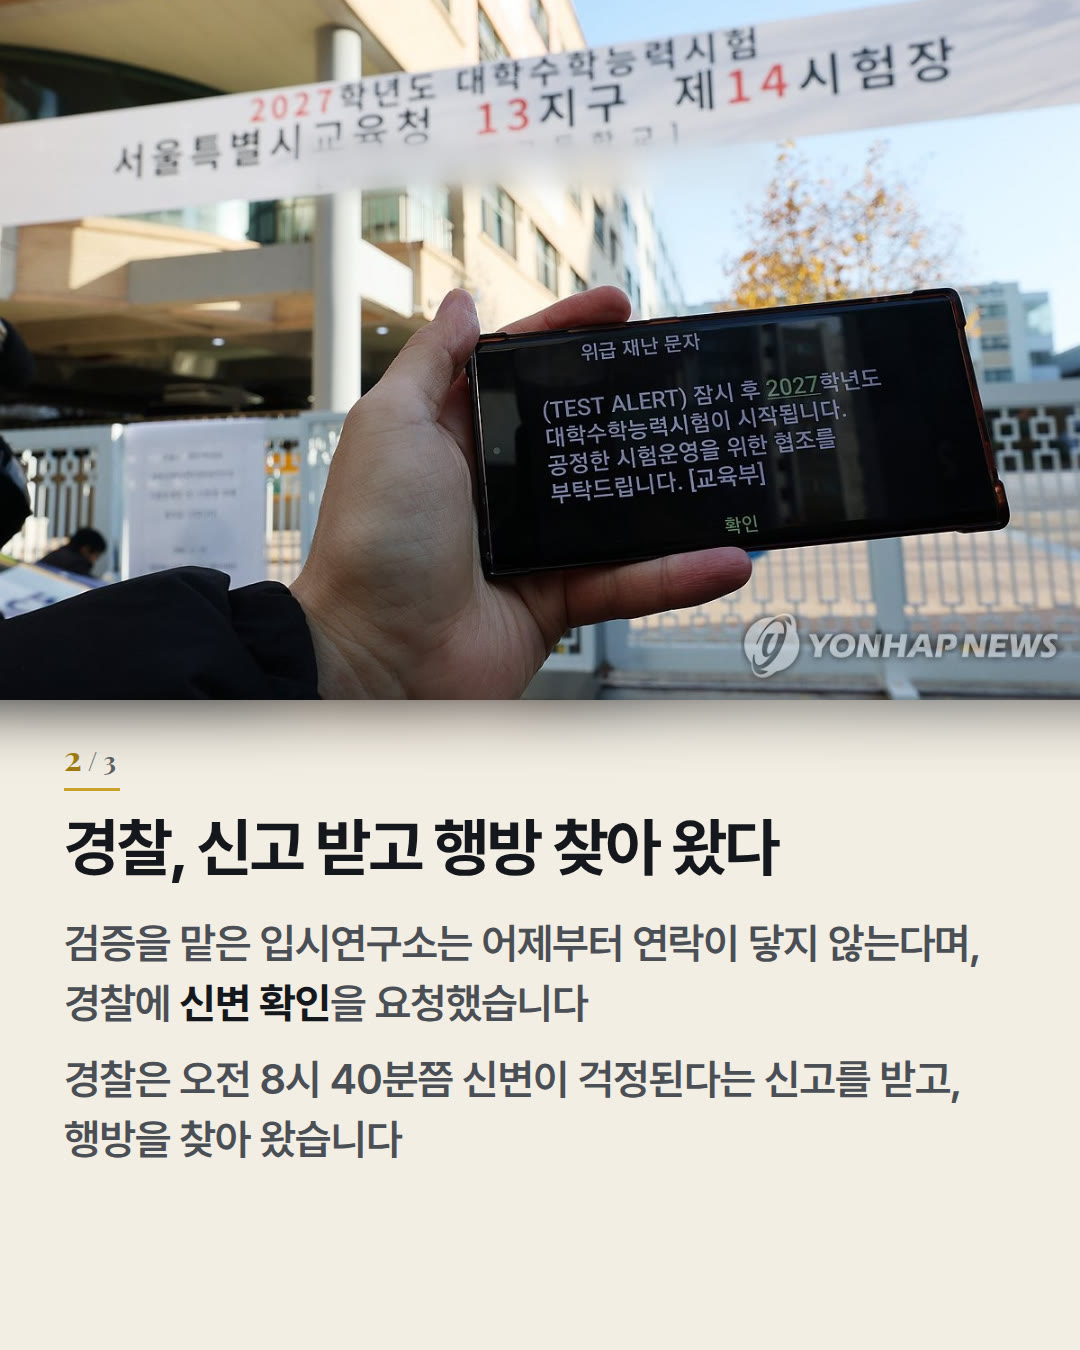 2027학년도 대학수학능력시험
서울특별시교육청 13지구 제14시험장
위급 재난 문자
(TEST ALERT) 잠시 후 2027학년도
대학수학능력시험이 시작됩니다.
공정한 시험운영을 위한 협조를
부탁드립니다. [교육부]
확인
YONHAP NEWS
2 / 3
경찰, 신고 받고 행방 찾아 왔다
검증을 맡은 입시연구소는 어제부터 연락이 닿지 않는다며,
경찰에 신변 확인을 요청했습니다
경찰은 오전 8시 40분쯤 신변이 걱정된다는 신고를 받고,
행방을 찾아 왔습니다